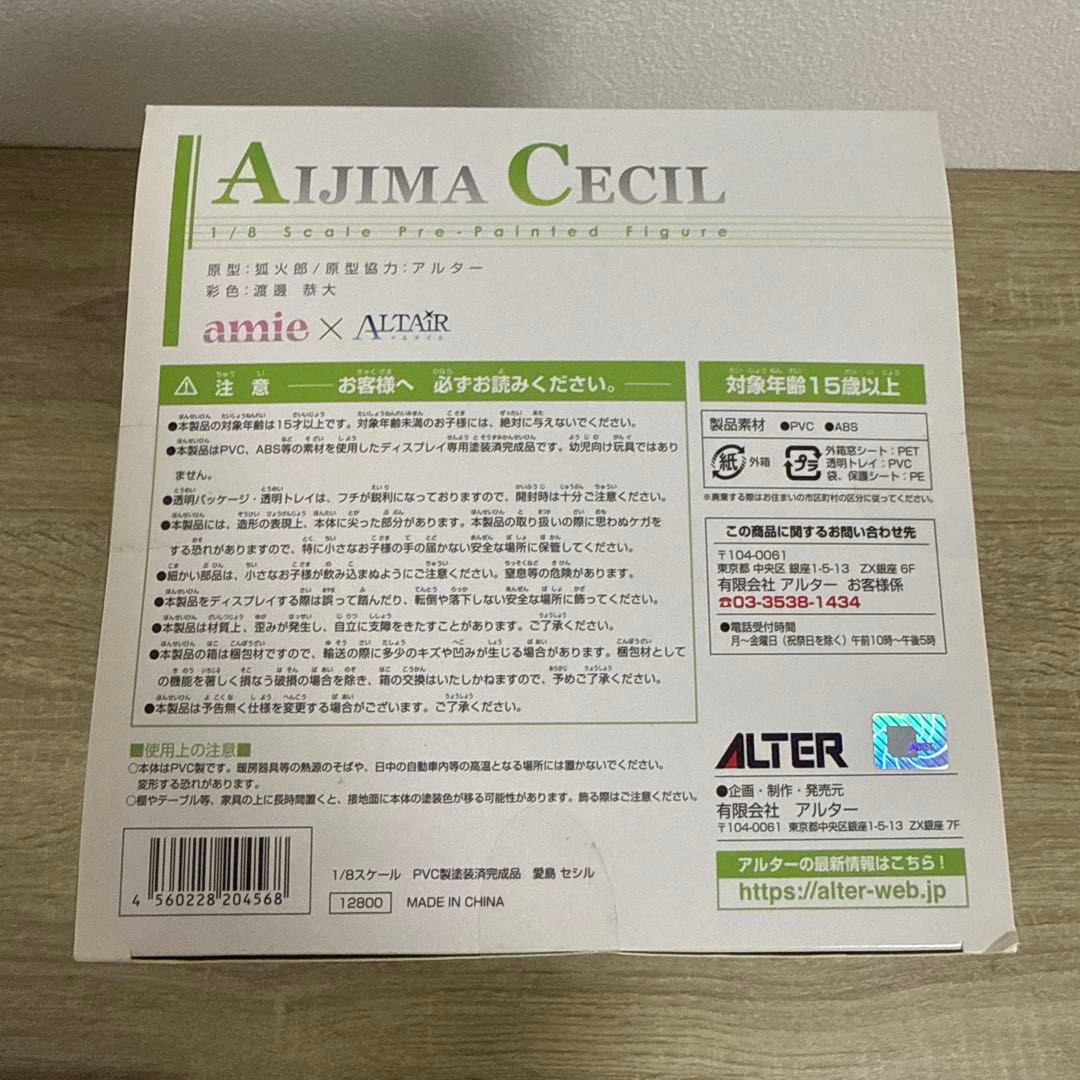 AIJIMA CECIL
1/8 Scale Pre-Painted Figure
原型:狐火郎/原型協力:アルター
彩色:渡邊 恭大
amie × ALTAiR
アルタイル
⚠ 注意 お客様へ 必ずお読みください。
●本製品の対象年齢は15才以上です。対象年齢未満のお子様には、絶対に与えないでください。
●本製品はPVC、ABS等の素材を使用したディスプレイ専用塗装済完成品です。幼児向け玩具ではあり
ません。
●透明パッケージ・透明トレイは、フチが鋭利になっておりますので、開封時は十分ご注意ください。
●本製品には、造形の表現上、本体に尖った部分があります。本製品の取り扱いの際に思わぬケガを
する恐れがありますので、特に小さなお子様の手の届かない安全な場所に保管してください。
●細かい部品は、小さなお子様が飲み込まぬようにご注意ください。窒息等の危険があります。
●本製品をディスプレイする際は誤って踏んだり、転倒や落下しない安全な場所に飾ってください。
●本製品は材質上、歪みが発生し、自立に支障をきたすことがあります。ご了承ください。
●本製品の箱は梱包材ですので、輸送の際に多少のキズや凹みが生じる場合があります。梱包材として
の機能を著しく損なう破損の場合を除き、箱の交換はいたしかねますので、予めご了承ください。
●本製品は予告無く仕様を変更する場合がございます。ご了承ください。
■使用上の注意■
○本体はPVC製です。暖房器具等の熱源のそばや、日中の自動車内等の高温となる場所には置かないでください。
変形する恐れがあります。
○棚やテーブル等、家具の上に長時間置くと、接地面に本体の塗装色が移る可能性があります。飾る際はご注意ください。
4 560228 204568
1/8スケール PVC製塗装済完成品 愛島 セシル
12800 MADE IN CHINA
対象年齢15歳以上
製品素材 ●PVC ●ABS
紙 外箱
プラ 外箱窓シート:PET
透明トレイ:PVC
袋、保護シート:PE
※廃棄する際はお住まいの市区町村の区分に従ってください。
この商品に関するお問い合わせ先
〒104-0061
東京都 中央区 銀座1-5-13 ZX銀座 6F
有限会社 アルター お客様係
☎03-3538-1434
●電話受付時間
月〜金曜日(祝祭日を除く)午前10時〜午後5時
ALTER
●企画・制作・発売元
有限会社 アルター
〒104-0061 東京都中央区銀座1-5-13 ZX銀座 7F
アルターの最新情報はこちら!
https://alter-web.jp